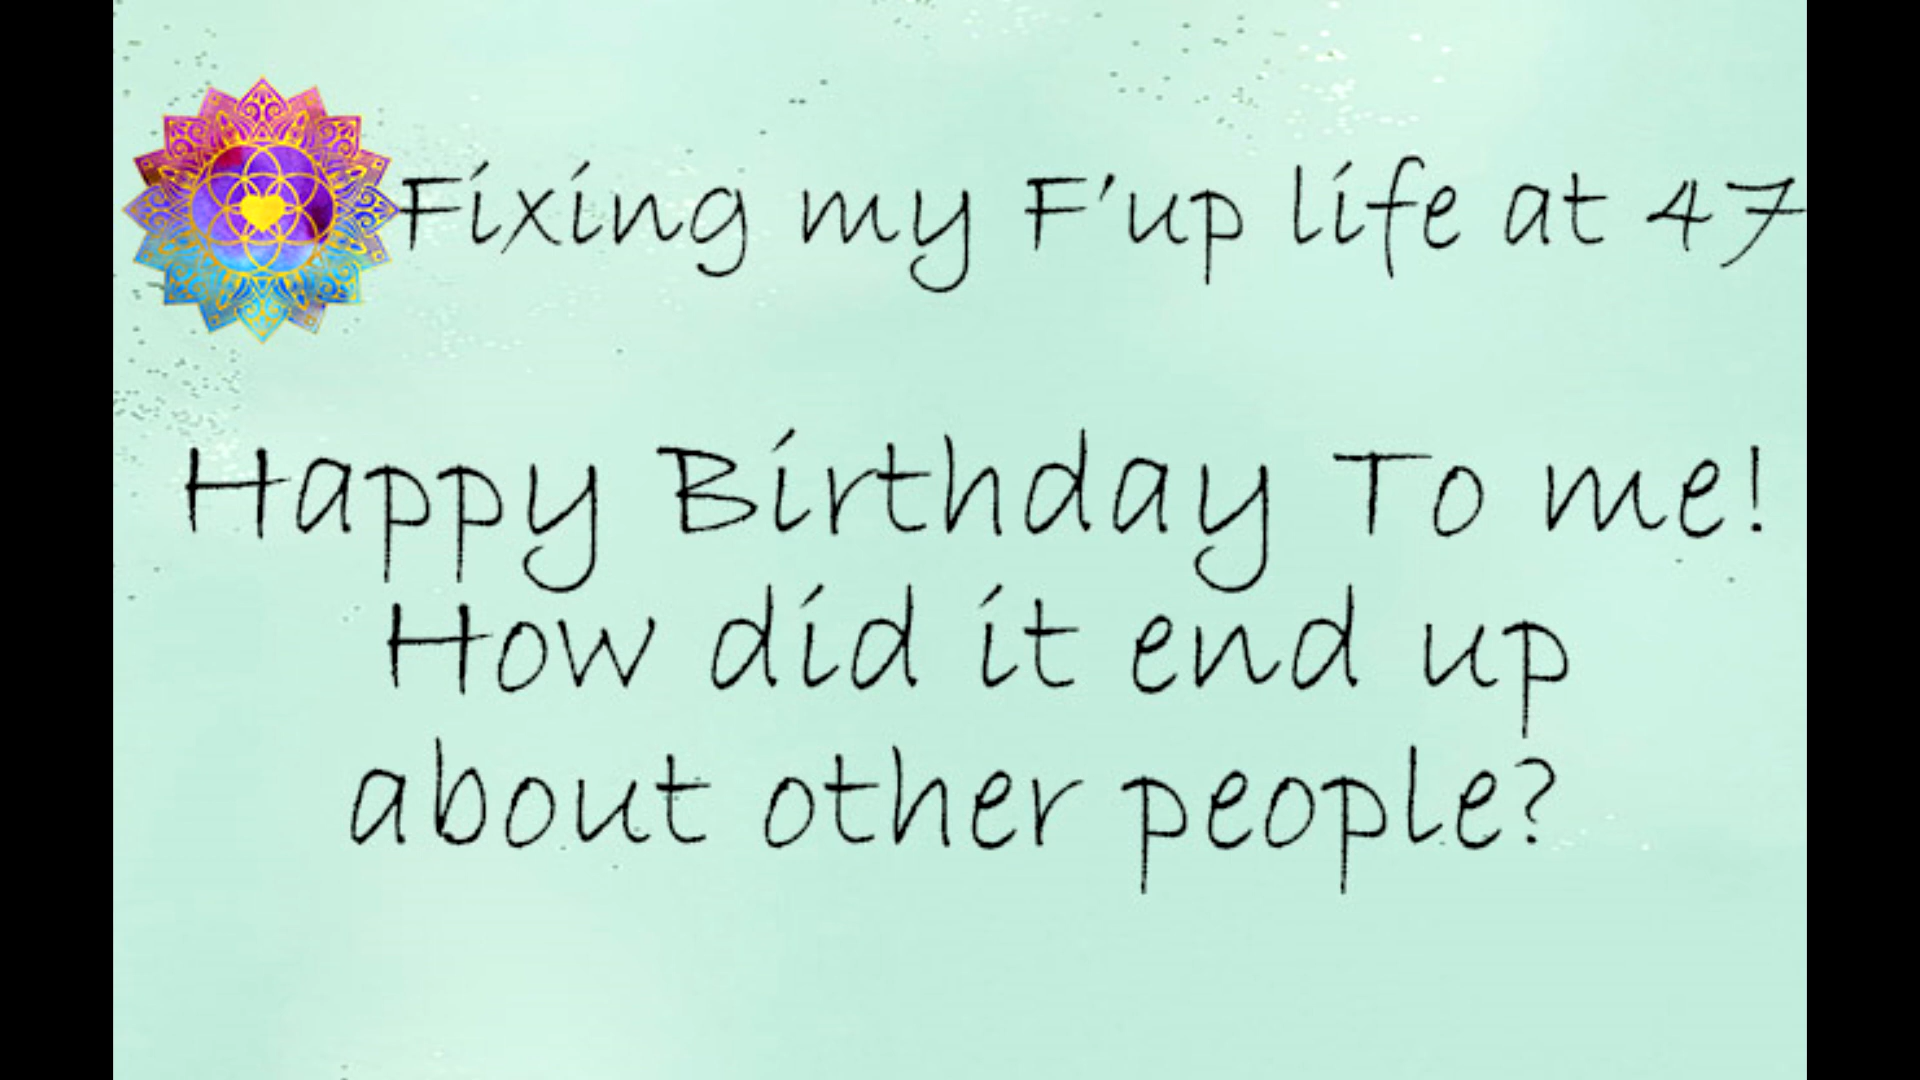 Fixing my F'up life at 47
Happy Birthday To me!
How did it end up
about other people?